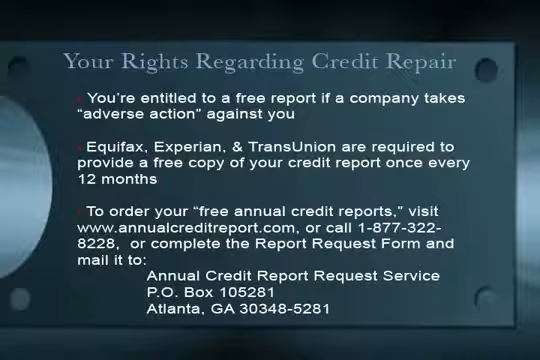 Your Rights Regarding Credit Repair
You're entitled to a free report if a company takes
“adverse action” against you
Equifax, Experian, & TransUnion are required to
provide a free copy of your credit report once every
12 months
To order your “free annual credit reports,” visit
www.annualcreditreport.com, or call 1-877-322-
8228,  or complete the Report Request Form and
mail it to:
Annual Credit Report Request Service
P.O. Box 105281
Atlanta, GA 30348-5281